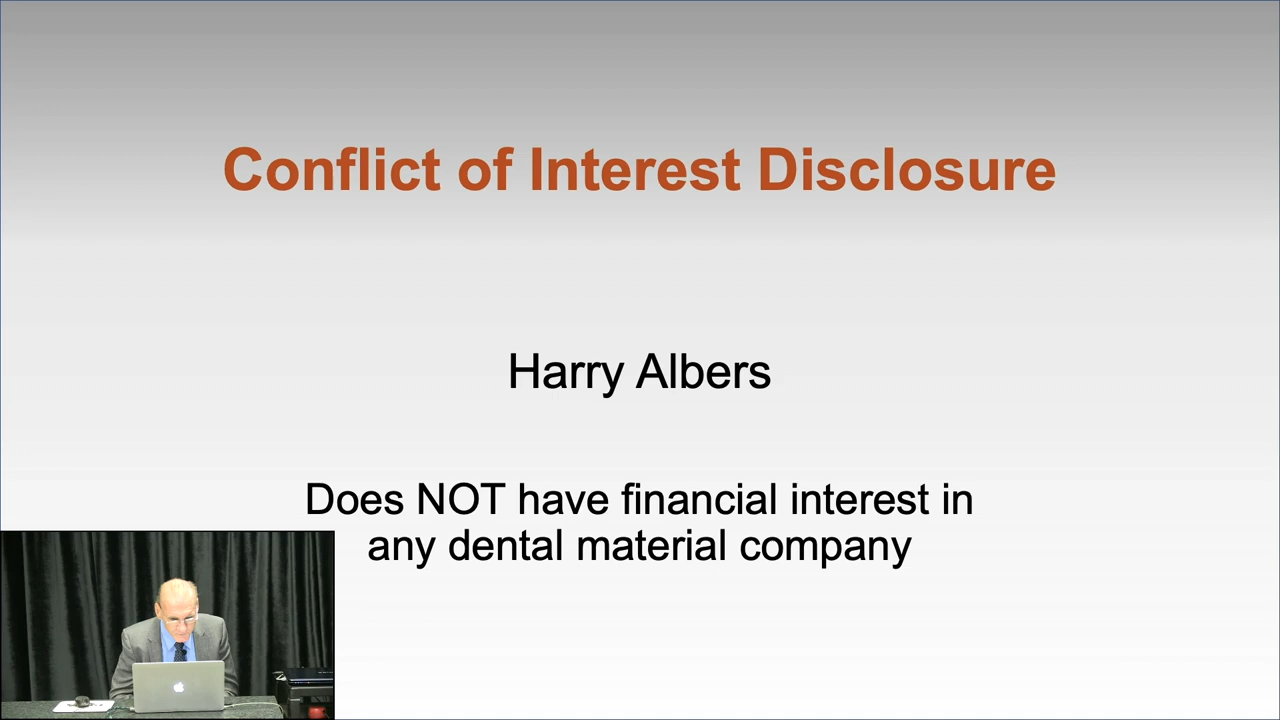 Conflict of Interest Disclosure
Harry Albers
Does NOT have financial interest in
any dental material company